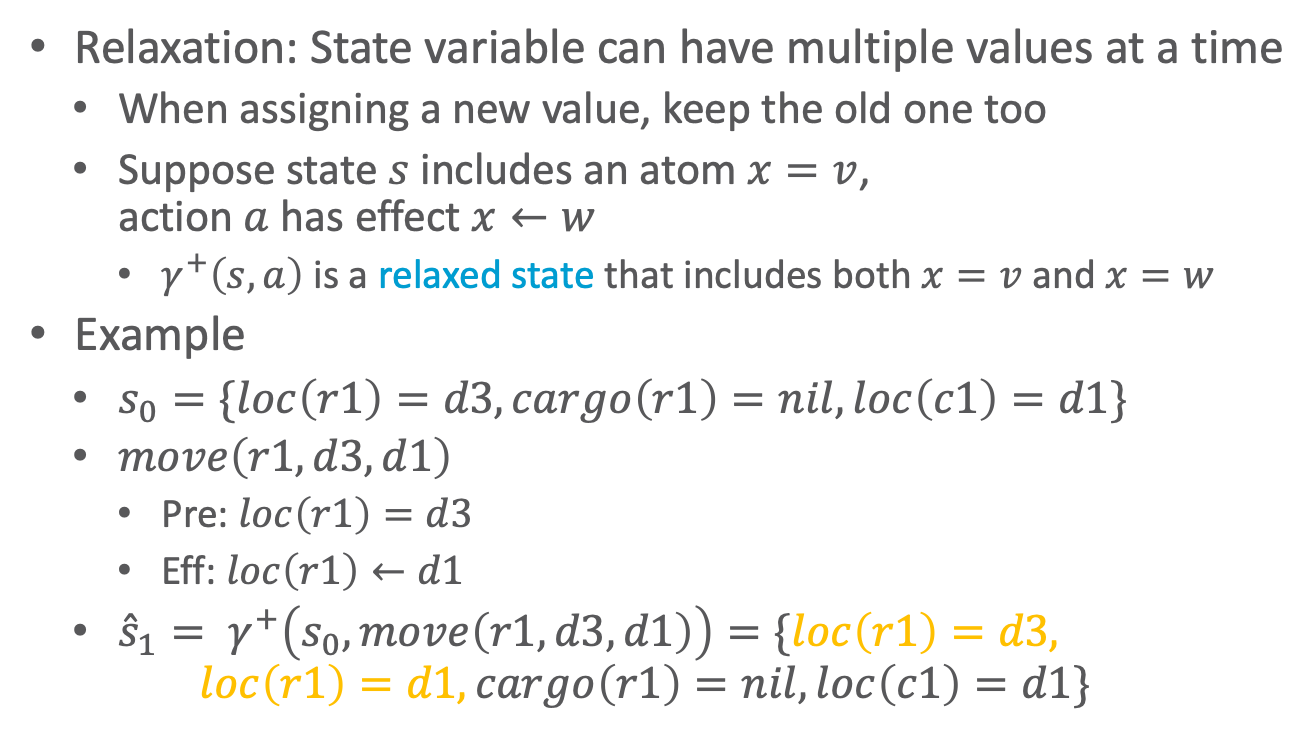 • Relaxation: State variable can have multiple values at a time
• When assigning a new value, keep the old one too
• Suppose state s includes an atom x = v,
action a has effect x ← w
• γ⁺(s, a) is a relaxed state that includes both x = v and x = w
• Example
• s₀ = {loc(r1) = d3, cargo(r1) = nil, loc(c1) = d1}
• move(r1, d3, d1)
• Pre: loc(r1) = d3
• Eff: loc(r1) ← d1
• ŝ₁ = γ⁺(s₀, move(r1, d3, d1)) = {loc(r1) = d3,
loc(r1) = d1, cargo(r1) = nil, loc(c1) = d1}